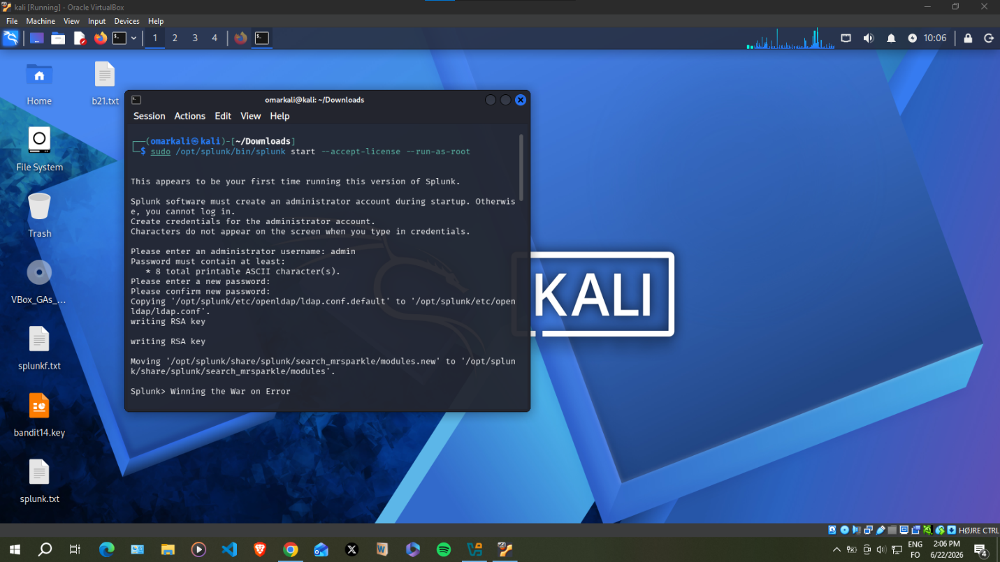 kali [Running] - Oracle VirtualBox
File Machine View Input Devices Help
1 2 3 4
10:06
Home
b21.txt
File System
Trash
VBox_GAs_...
splunkf.txt
bandit14.key
splunk.txt
omarkali@kali: ~/Downloads
Session Actions Edit View Help
┌──(omarkali㉿kali)-[~/Downloads]
└─$ sudo /opt/splunk/bin/splunk start --accept-license --run-as-root
This appears to be your first time running this version of Splunk.
Splunk software must create an administrator account during startup. Otherwis
e, you cannot log in.
Create credentials for the administrator account.
Characters do not appear on the screen when you type in credentials.
Please enter an administrator username: admin
Password must contain at least:
* 8 total printable ASCII character(s).
Please enter a new password:
Please confirm new password:
Copying '/opt/splunk/etc/openldap/ldap.conf.default' to '/opt/splunk/etc/open
ldap/ldap.conf'.
writing RSA key
writing RSA key
Moving '/opt/splunk/share/splunk/search_mrsparkle/modules.new' to '/opt/splun
k/share/splunk/search_mrsparkle/modules'.
Splunk> Winning the War on Error
KALI
HØJRE CTRL
ENG
FO
2:06 PM
6/22/2026
4